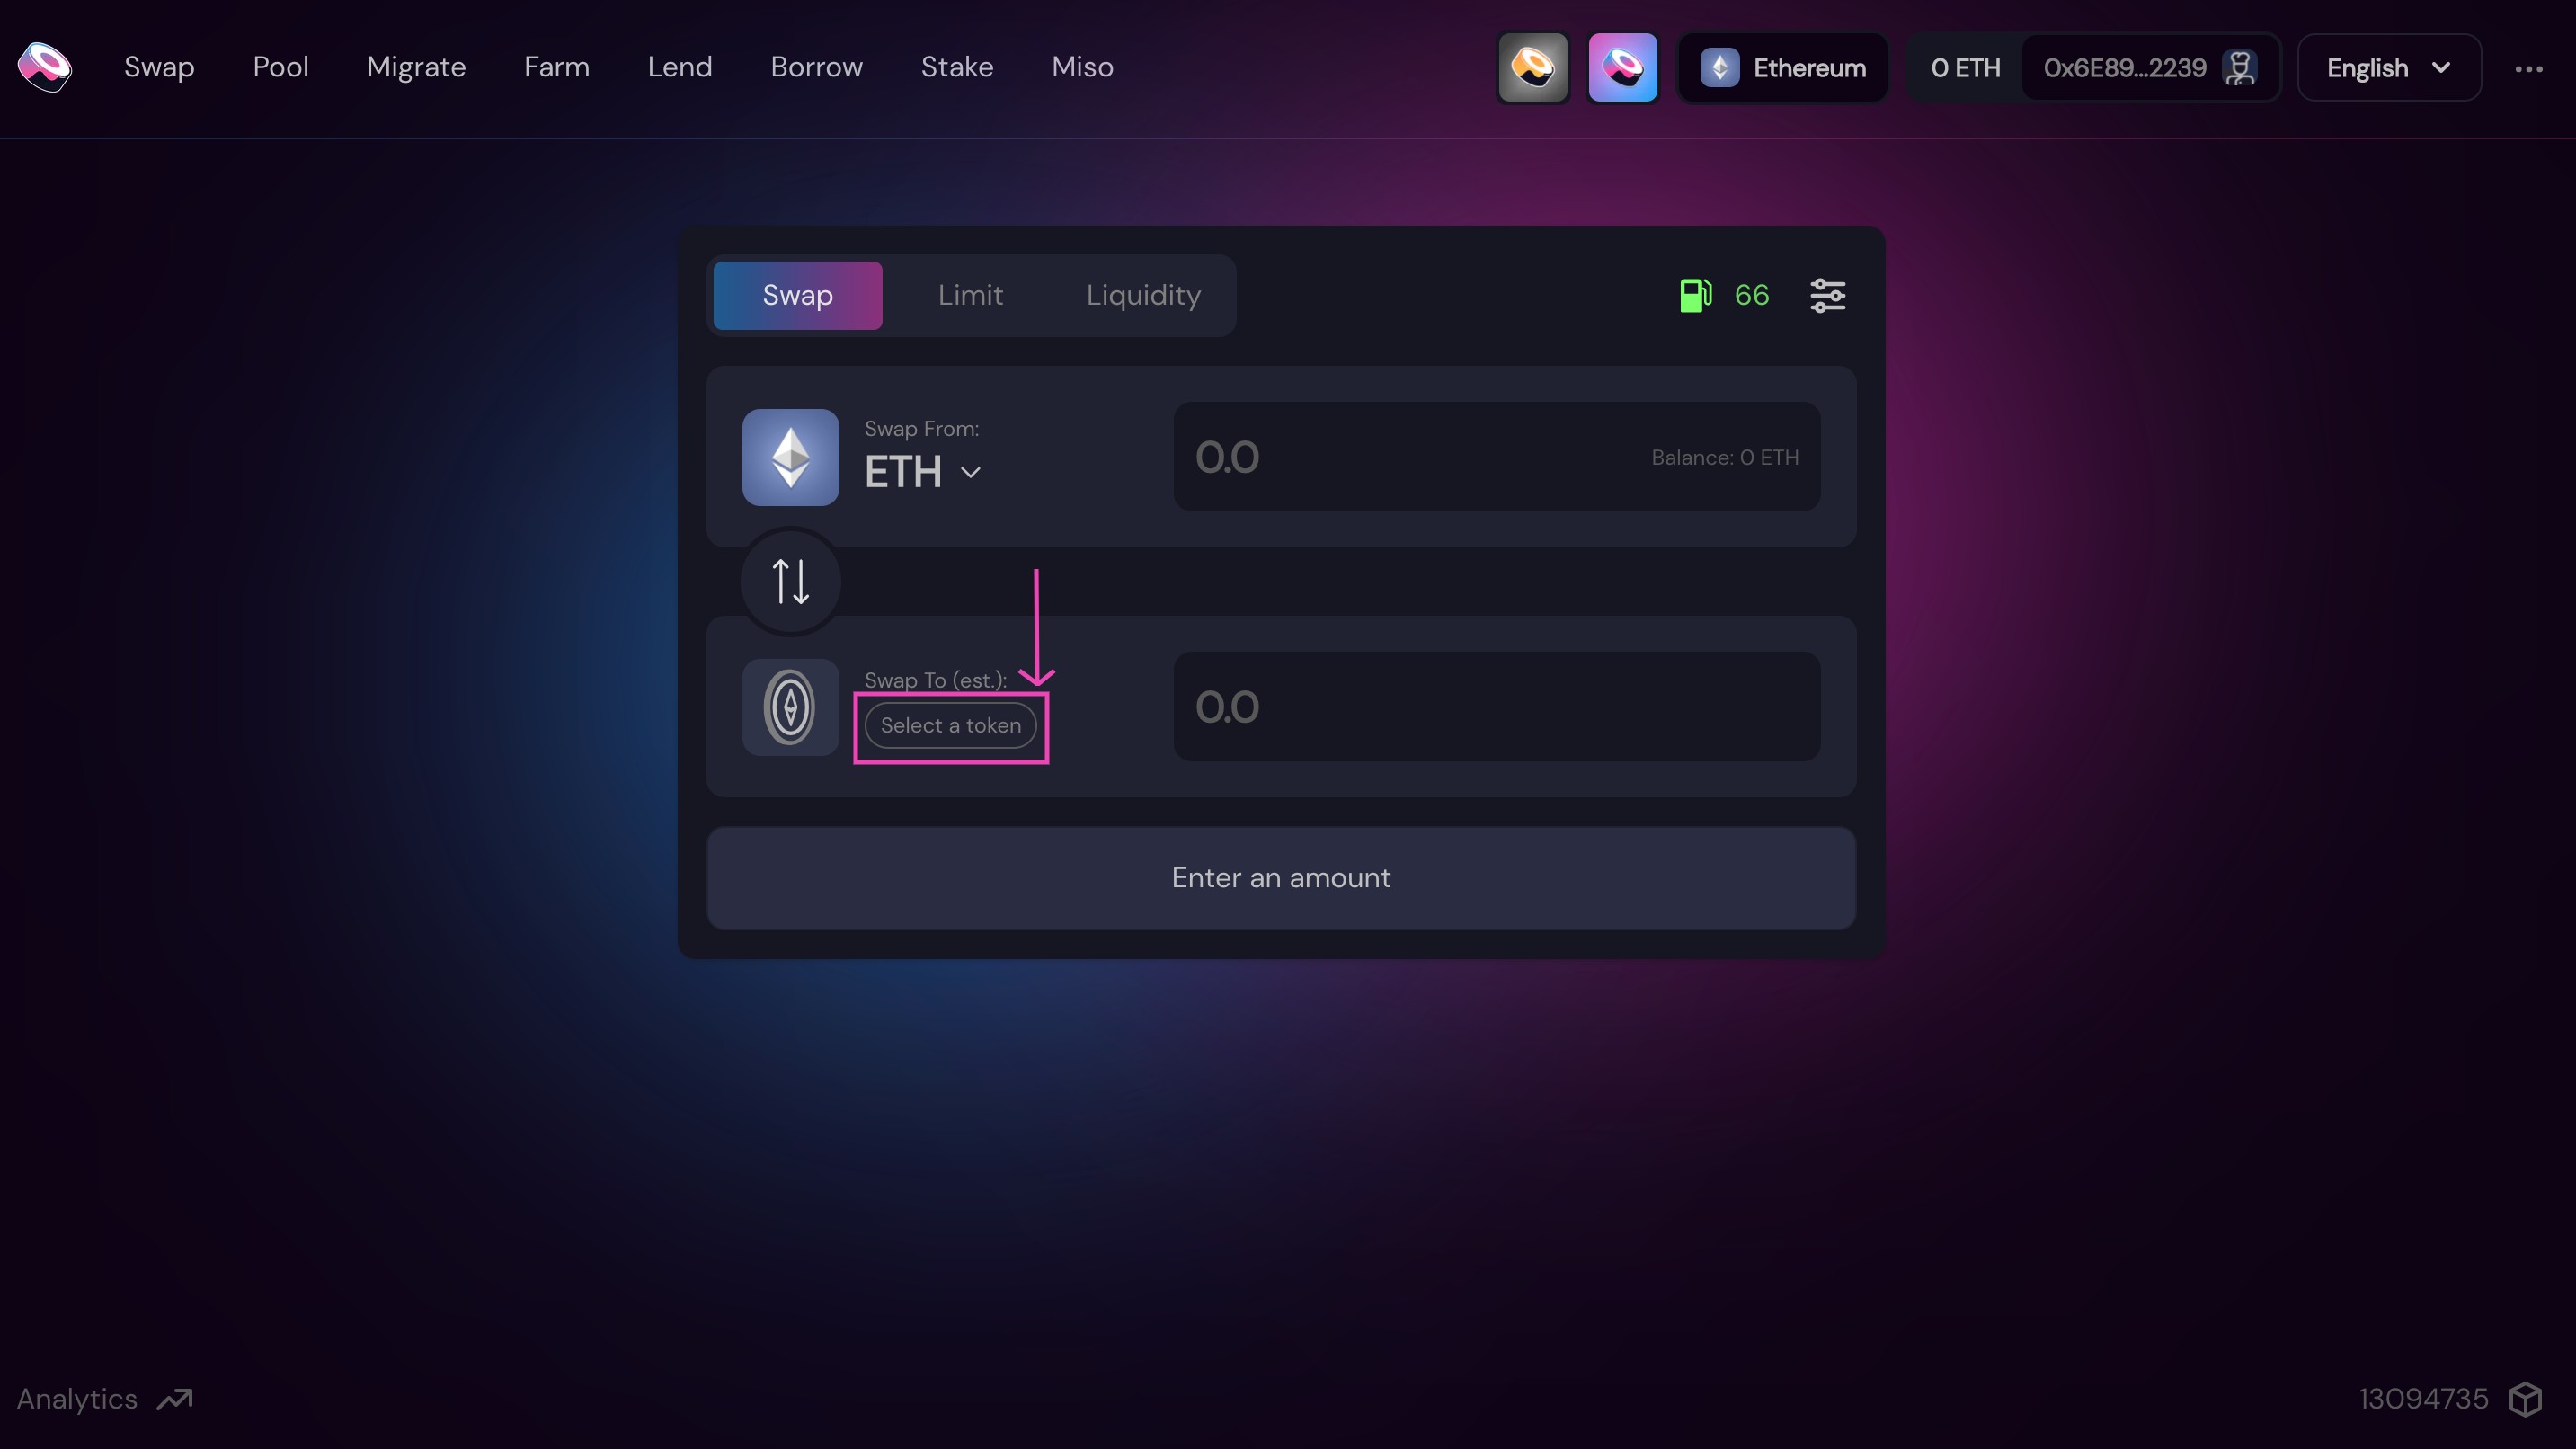 Swap Pool Migrate Farm Lend Borrow Stake Miso Ethereum 0 ETH 0x6E89...2239 English
Swap Limit Liquidity 66
Swap From:
ETH
0.0 Balance: 0 ETH
Swap To (est.):
Select a token
0.0
Enter an amount
Analytics 13094735